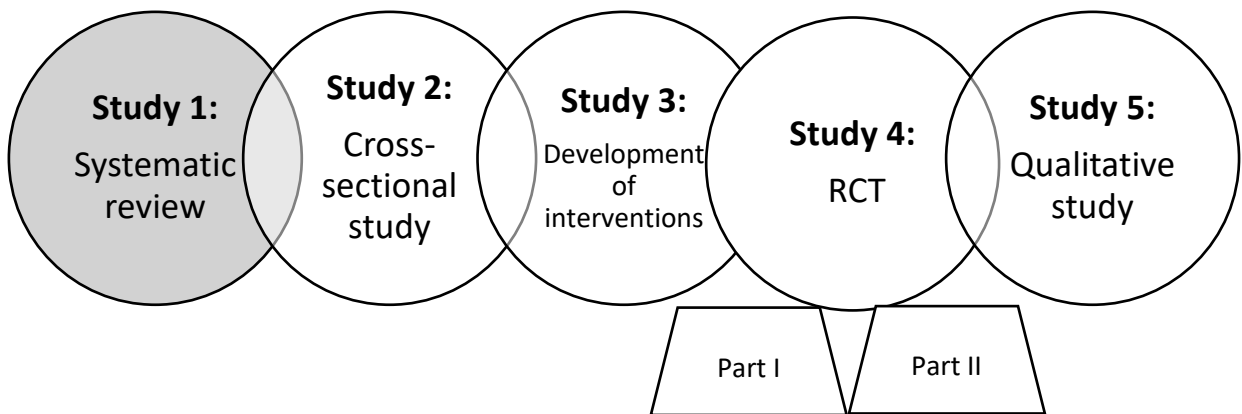 Study 1:
Systematic
review
Study 2:
Cross-
sectional
study
Study 3:
Development
of
interventions
Study 4:
RCT
Study 5:
Qualitative
study
Part I
Part II